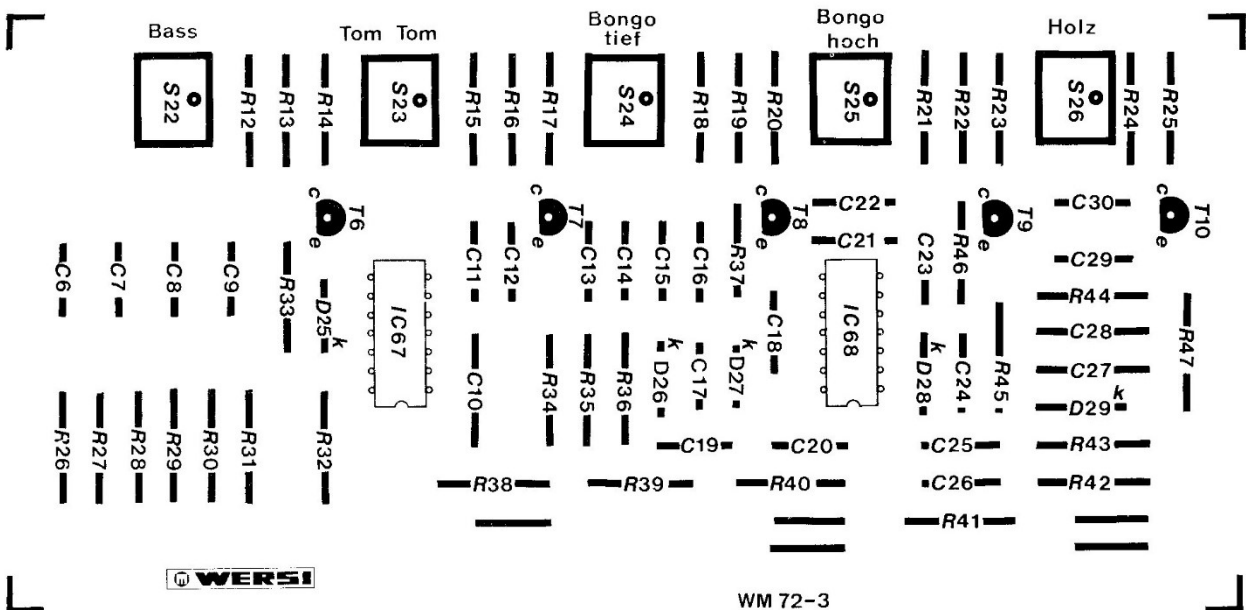 Bass
Tom Tom
Bongo
tief
Bongo
hoch
Holz
S22
R12
R13
R14
S23
R15
R16
R17
S24
R18
R19
R20
S25
R21
R22
R23
S26
R24
R25
c
T6
e
c
T7
e
c
T8
e
C22
C21
c
T9
e
C30
c
T10
e
C6
C7
C8
C9
R33
D25
k
IC67
C11
C12
C13
C14
C15
C16
R37
C18
IC68
C23
R46
C29
R44
C28
C27
D29
k
R47
C10
R34
R35
R36
D26
k
C17
D27
k
D28
k
C24
R45
R26
R27
R28
R29
R30
R31
R32
C19
C20
C25
R43
R38
R39
R40
C26
R42
R41
WERSI
WM 72-3